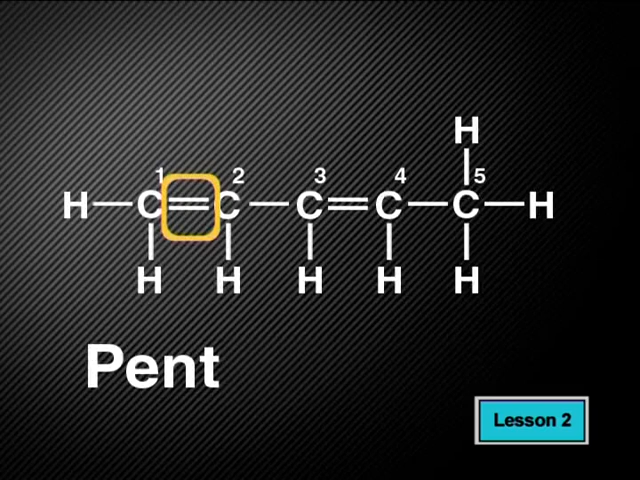 H
1 2 3 4 5
H C C C C C H
H H H H H
Pent
Lesson 2